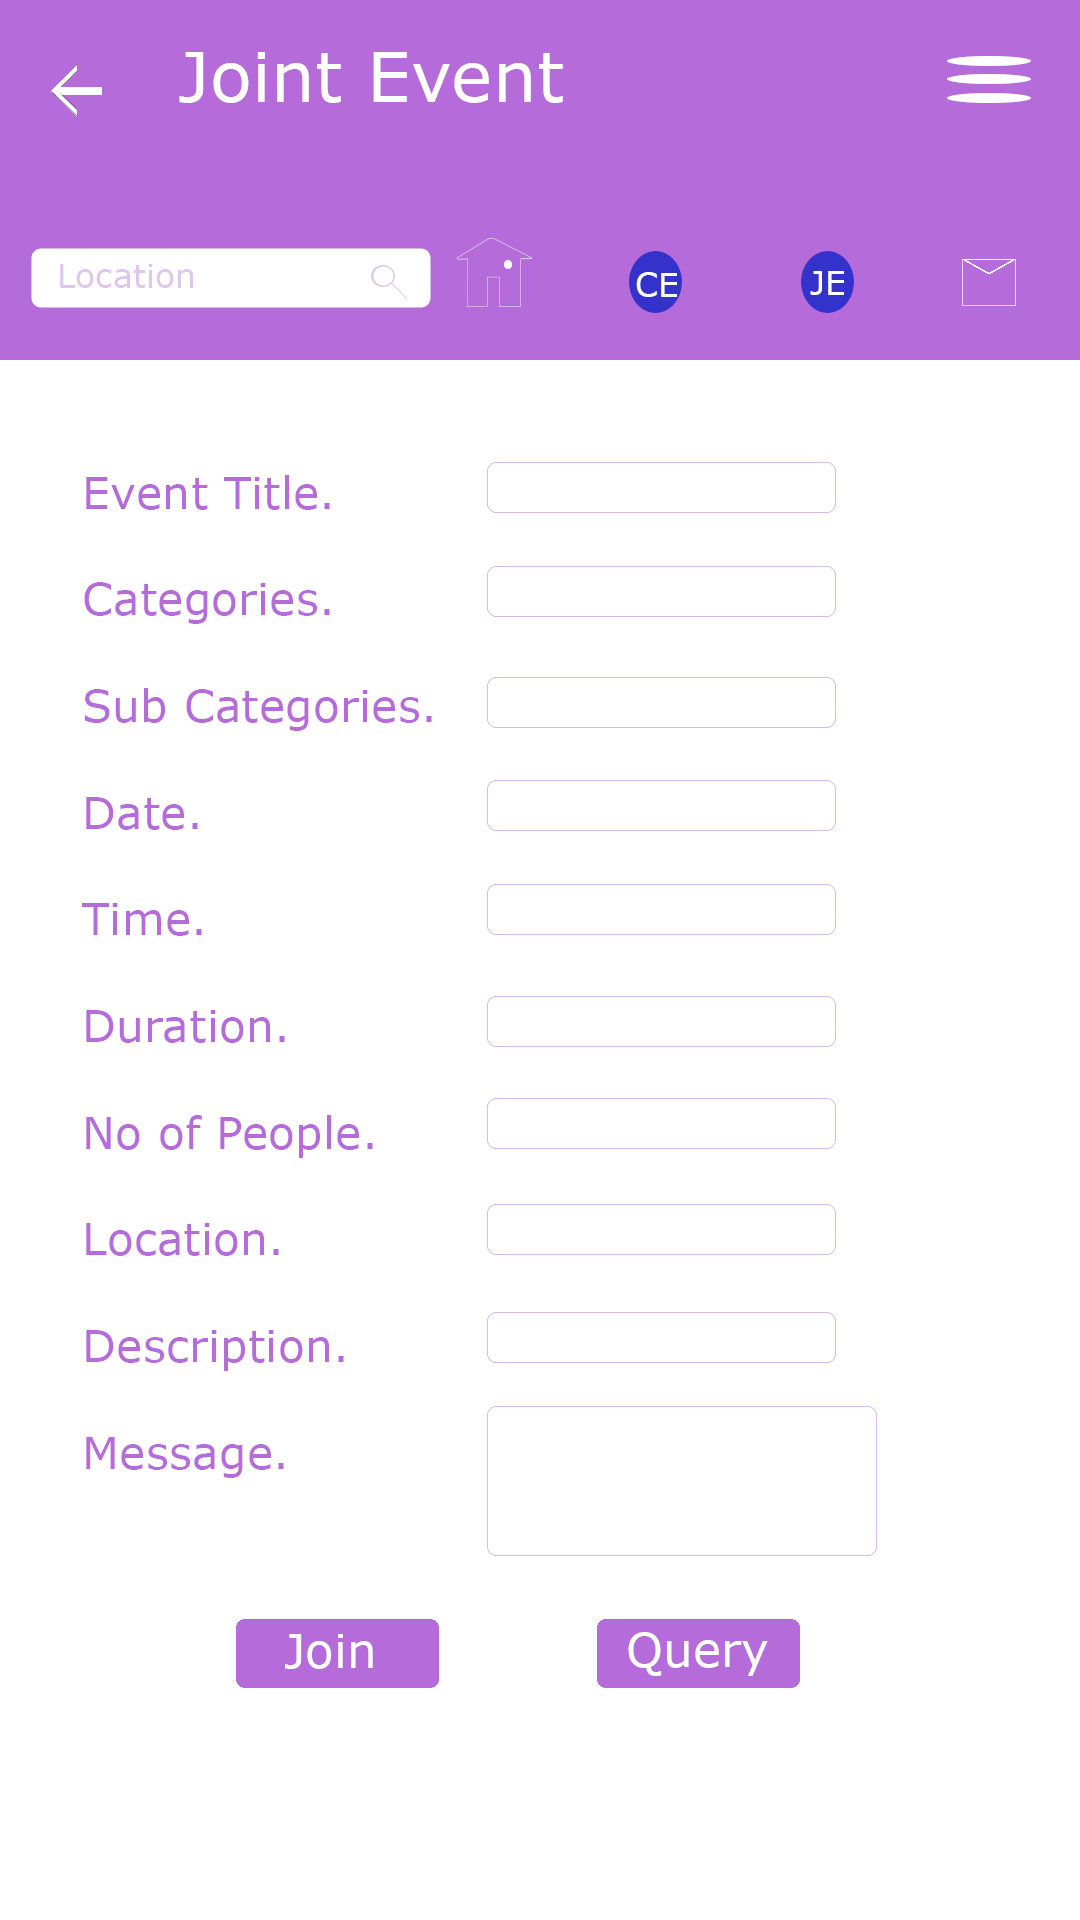 Joint Event
Location
CE
JE
Event Title.
Categories.
Sub Categories.
Date.
Time.
Duration.
No of People.
Location.
Description.
Message.
Join
Query